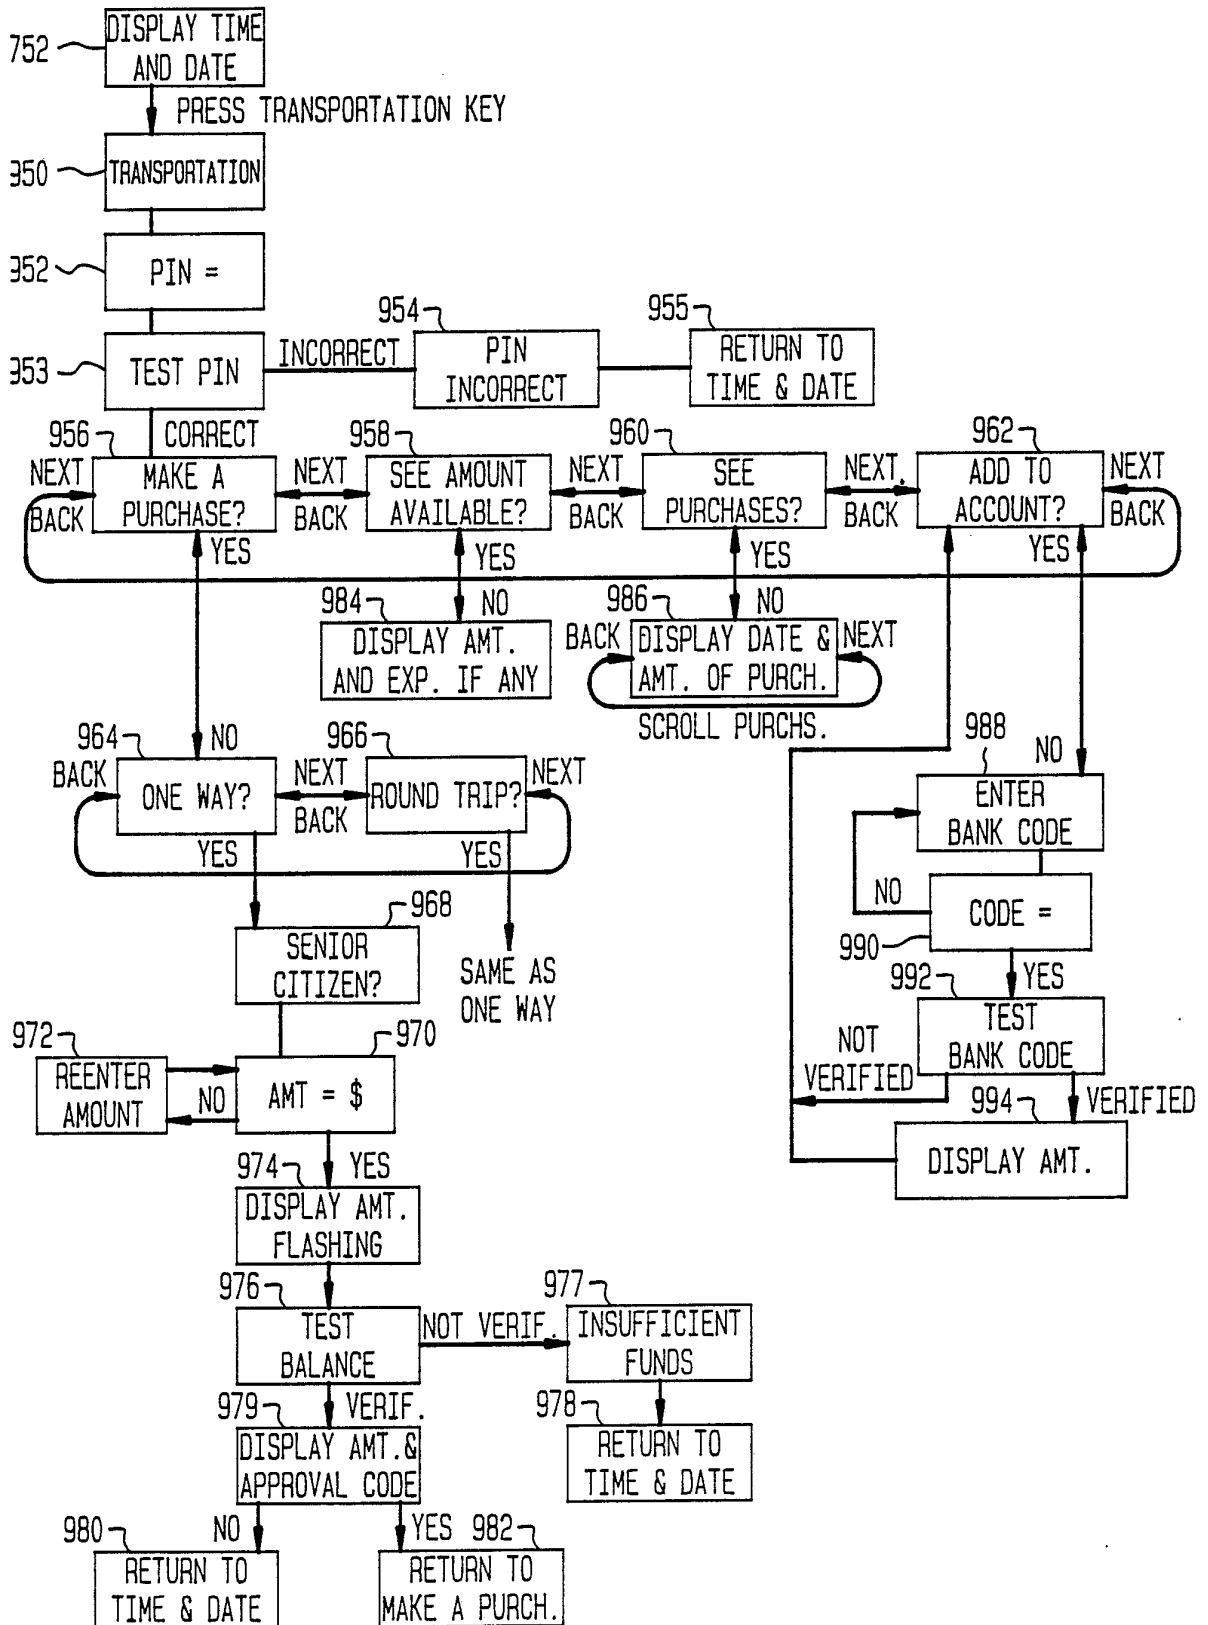 752
DISPLAY TIME
AND DATE
PRESS TRANSPORTATION KEY
950
TRANSPORTATION
952
PIN =
953
TEST PIN
INCORRECT
954
PIN
INCORRECT
955
RETURN TO
TIME & DATE
CORRECT
956
MAKE A
PURCHASE?
NEXT
BACK
NEXT
BACK
958
SEE AMOUNT
AVAILABLE?
NEXT
BACK
960
SEE
PURCHASES?
NEXT
BACK
962
ADD TO
ACCOUNT?
NEXT
BACK
YES
YES
YES
YES
NO
984
DISPLAY AMT.
AND EXP. IF ANY
NO
986
BACK
DISPLAY DATE &
AMT. OF PURCH.
NEXT
SCROLL PURCHS.
NO
964
BACK
ONE WAY?
NEXT
BACK
966
ROUND TRIP?
NEXT
YES
YES
SAME AS
ONE WAY
NO
988
ENTER
BANK CODE
NO
CODE =
990
YES
992
TEST
BANK CODE
NOT
VERIFIED
VERIFIED
994
DISPLAY AMT.
968
SENIOR
CITIZEN?
972
REENTER
AMOUNT
NO
970
AMT = $
YES
974
DISPLAY AMT.
FLASHING
976
TEST
BALANCE
NOT VERIF.
977
INSUFFICIENT
FUNDS
978
RETURN TO
TIME & DATE
VERIF.
979
DISPLAY AMT.&
APPROVAL CODE
NO
980
RETURN TO
TIME & DATE
YES
982
RETURN TO
MAKE A PURCH.